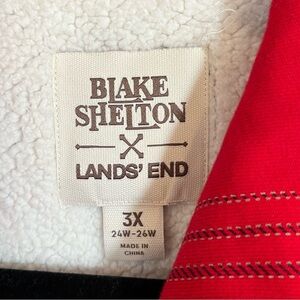 BLAKE
SHELTON
LANDS' END
3X
24W-26W
MADE IN
CHINA